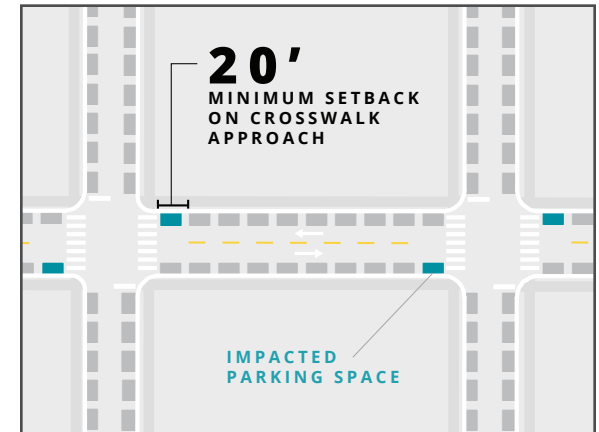 20’
MINIMUM SETBACK
ON CROSSWALK
APPROACH
IMPACTED
PARKING SPACE